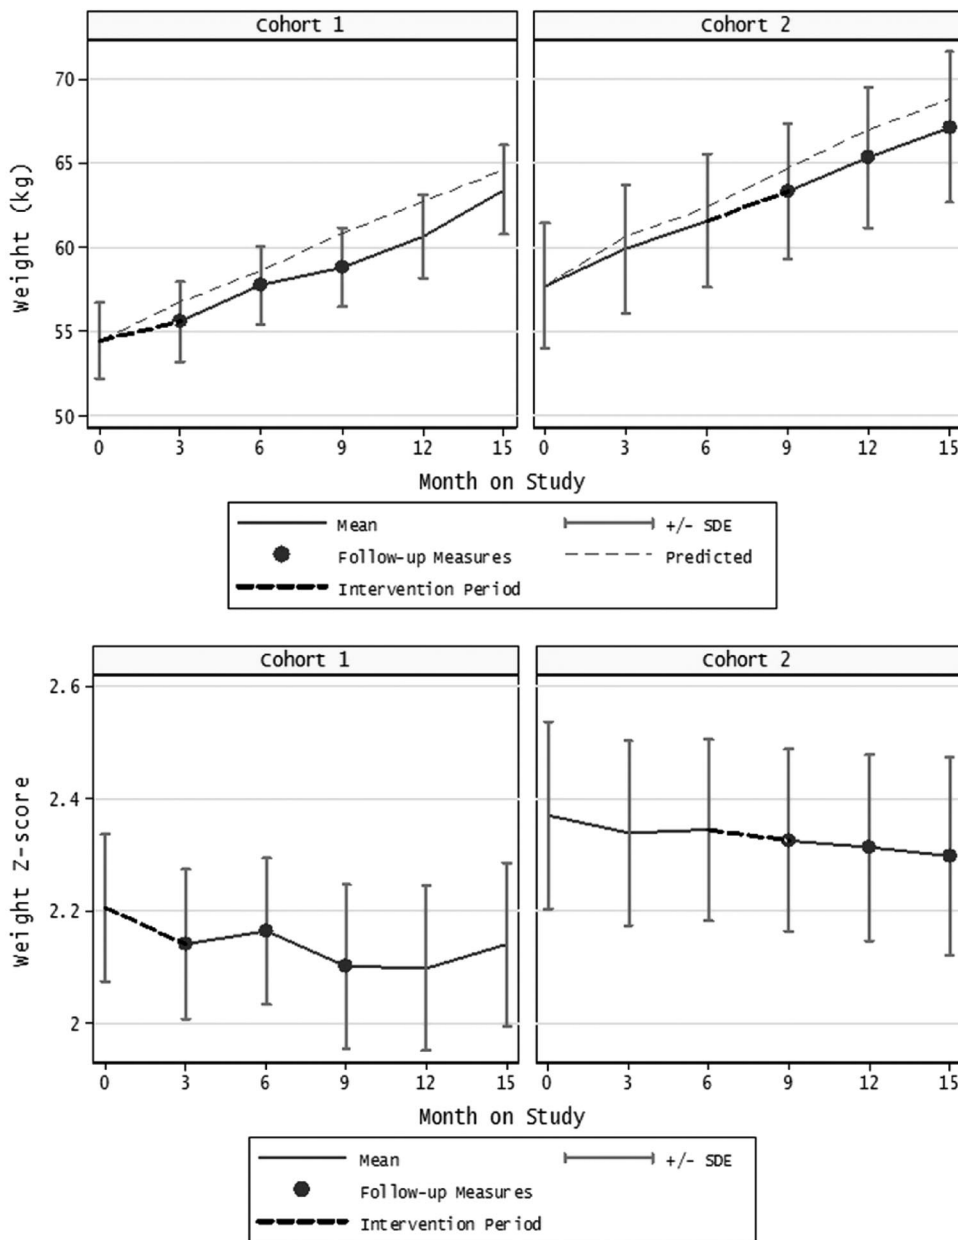 Cohort 1 Cohort 2
70
65
60
55
50
Weight (kg)
0 3 6 9 12 15 0 3 6 9 12 15
Month on Study
Mean +/- SDE
Follow-up Measures Predicted
Intervention Period
Cohort 1 Cohort 2
2.6
2.4
2.2
2
Weight Z-score
0 3 6 9 12 15 0 3 6 9 12 15
Month on Study
Mean +/- SDE
Follow-up Measures
Intervention Period